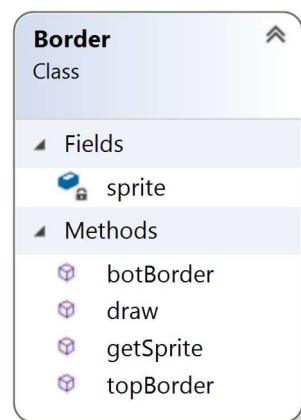 Border
Class
Fields
sprite
Methods
botBorder
draw
getSprite
topBorder